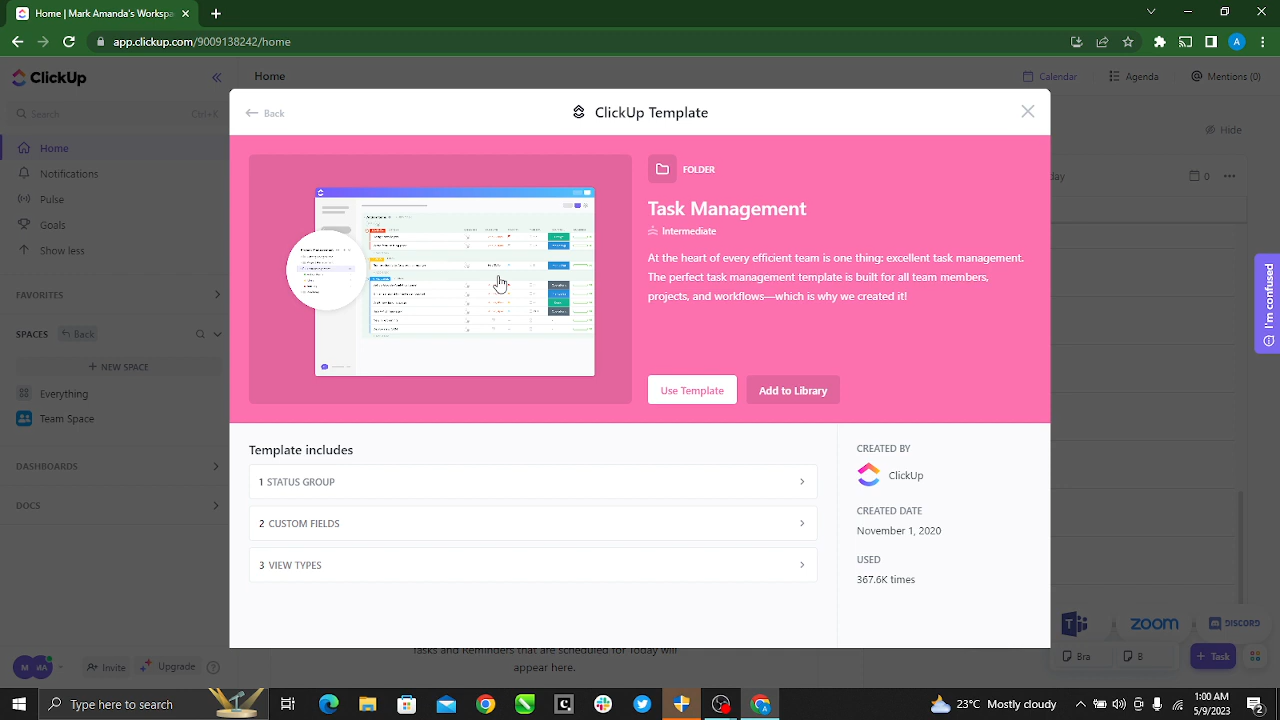 Home | Mark Amanda's Workspa
app.clickup.com/9009138242/home
ClickUp
Home
Calendar
Agenda
Mentions (0)
Search
Ctrl+K
Back
ClickUp Template
Hide
Home
Notifications
Pulse
Goals
Show less
FOLDER
day
0
Task Management
Intermediate
At the heart of every efficient team is one thing: excellent task management.
The perfect task management template is built for all team members,
projects, and workflows—which is why we created it!
FAVORITES
SPACES
Back
NEW SPACE
Everything
Team Space
Use Template
Add to Library
DASHBOARDS
DOCS
Template includes
1 STATUS GROUP
2 CUSTOM FIELDS
3 VIEW TYPES
CREATED BY
ClickUp
CREATED DATE
November 1, 2020
USED
367.6K times
zoom
DISCORD
Tasks and Reminders that are scheduled for Today will
appear here.
MM
MA
Invite
Upgrade
Bra
B
Task
Type here to search
23°C Mostly cloudy
1:00 AM
5/9/2023